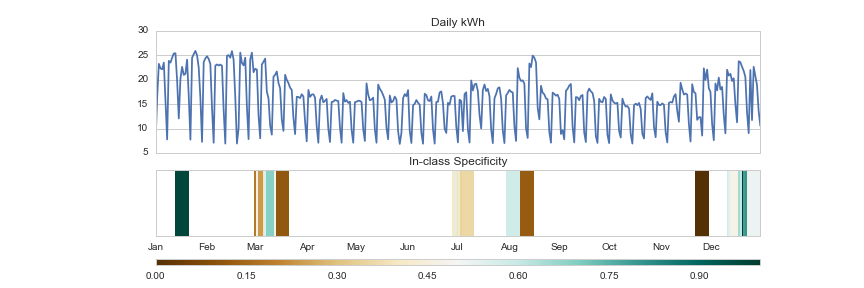 Daily kWh
30
25
20
15
10
5
In-class Specificity
Jan Feb Mar Apr May Jun Jul Aug Sep Oct Nov Dec
0.00 0.15 0.30 0.45 0.60 0.75 0.90